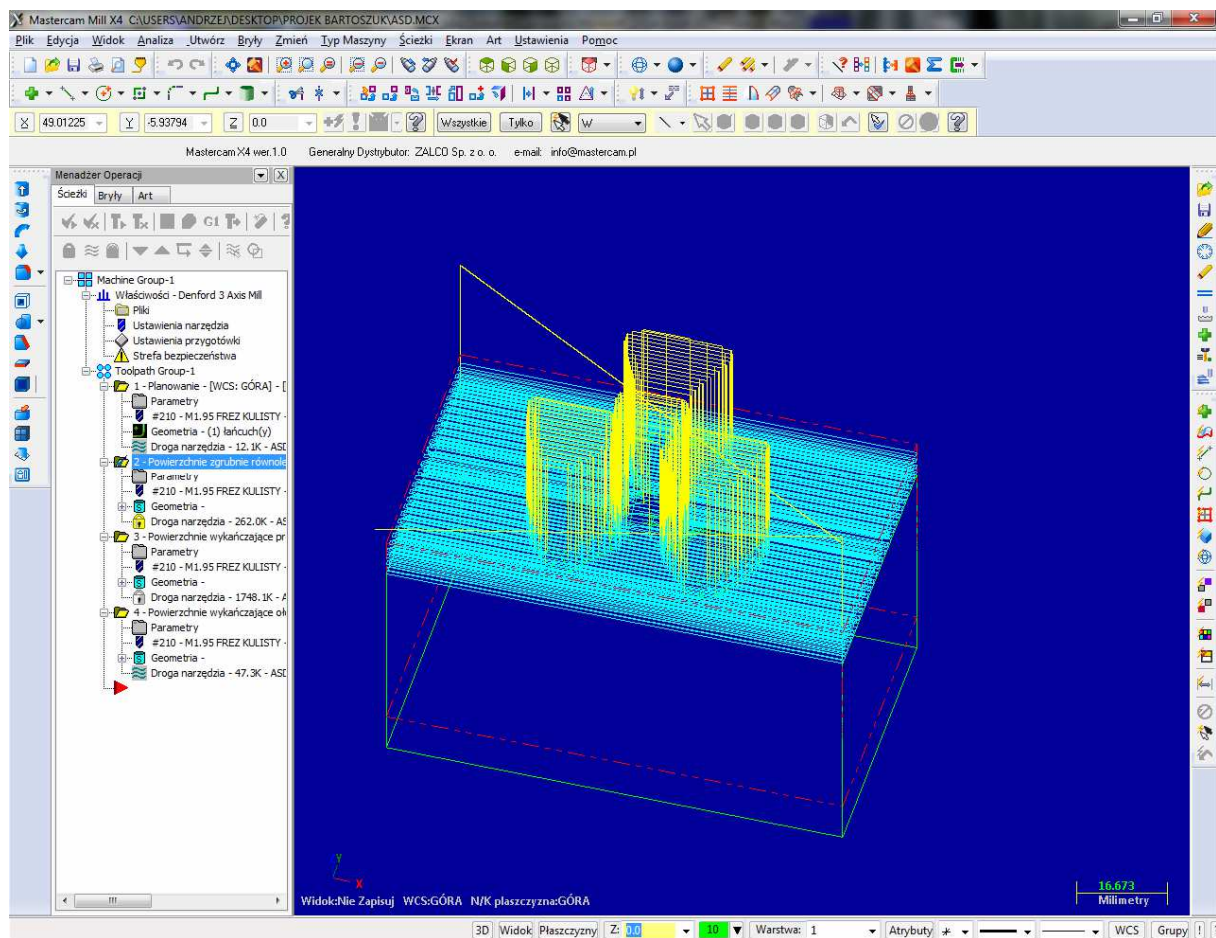 Mastercam Mill X4 C:\USERS\ANDRZEJ\DESKTOP\PROJEK BARTOSZUK\ASD.MCX
Plik Edycja Widok Analiza Utwórz Bryły Zmień Typ Maszyny Ścieżki Ekran Art Ustawienia Pomoc
X 49.01225 Y -5.93794 Z 0.0 Wszystkie Tylko W
Mastercam X4 wer.1.0 Generalny Dystrybutor: ZALCO Sp. z o. o. e-mail: info@mastercam.pl
Menadżer Operacji
Ścieżki Bryły Art
G1
Machine Group-1
Właściwości - Denford 3 Axis Mill
Pliki
Ustawienia narzędzia
Ustawienia przygotówki
Strefa bezpieczeństwa
Toolpath Group-1
1 - Planowanie - [WCS: GÓRA] - [
Parametry
#210 - M1.95 FREZ KULISTY -
Geometria - (1) łańcuch(y)
Droga narzędzia - 12.1K - ASD
2 - Powierzchnie zgrubnie równole
Parametry
#210 - M1.95 FREZ KULISTY -
Geometria -
Droga narzędzia - 262.0K - AS
3 - Powierzchnie wykańczające pr
Parametry
#210 - M1.95 FREZ KULISTY -
Geometria -
Droga narzędzia - 1748.1K - A
4 - Powierzchnie wykańczające oł
Parametry
#210 - M1.95 FREZ KULISTY -
Geometria -
Droga narzędzia - 47.3K - ASD
Y
X
16.673
Milimetry
Widok:Nie Zapisuj WCS:GÓRA N/K plaszczyzna:GÓRA
3D Widok Płaszczyzny Z: 0.0 10 Warstwa: 1 Atrybuty WCS Grupy !